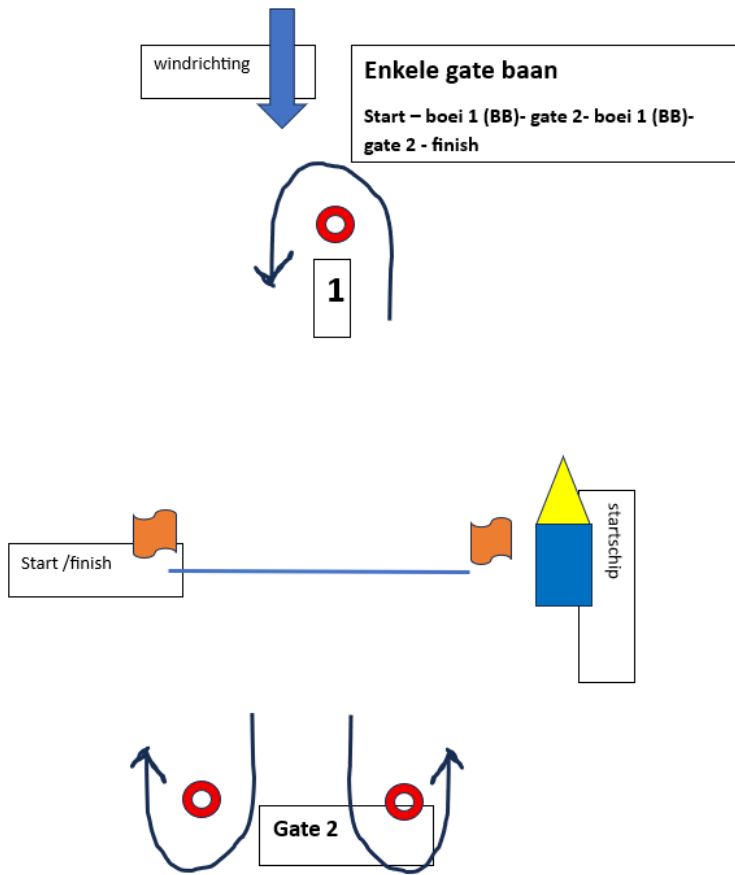 windrichting
Enkele gate baan
Start – boei 1 (BB)- gate 2- boei 1 (BB)-
gate 2 - finish
1
Start /finish
startschip
Gate 2